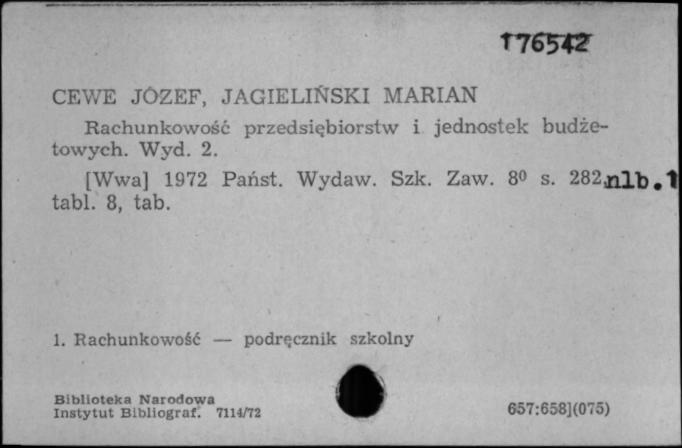 176542
CEWE JÓZEF, JAGIELIŃSKI MARIAN
Rachunkowość przedsiębiorstw i jednostek budże-
towych. Wyd. 2.
[Wwa] 1972 Państ. Wydaw. Szk. Zaw. 8⁰ s. 282, nlb. 1
tabl. 8, tab.
1. Rachunkowość — podręcznik szkolny
Biblioteka Narodowa
Instytut Bibliograf. 7114/72
657:658](075)